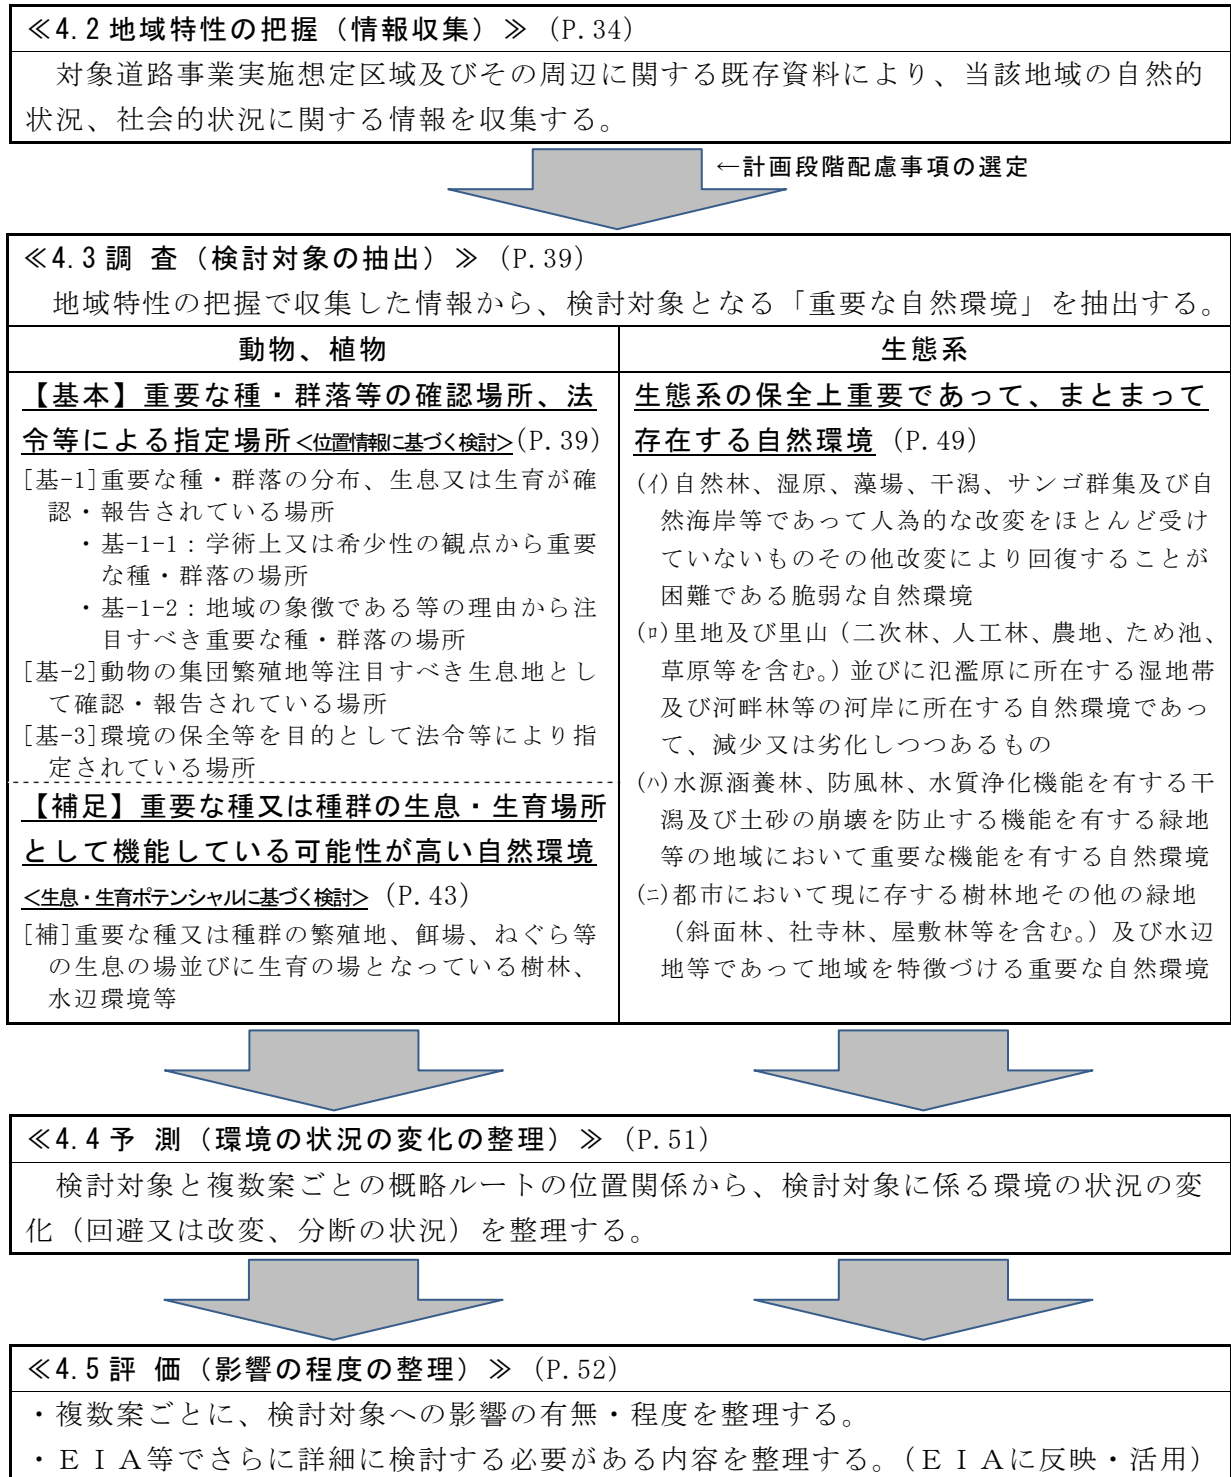 ≪4.2 地域特性の把握（情報収集）≫（P.34）
対象道路事業実施想定区域及びその周辺に関する既存資料により、当該地域の自然的
状況、社会的状況に関する情報を収集する。
←計画段階配慮事項の選定
≪4.3 調 査（検討対象の抽出）≫（P.39）
地域特性の把握で収集した情報から、検討対象となる「重要な自然環境」を抽出する。
動物、植物
【基本】重要な種・群落等の確認場所、法
令等による指定場所<位置情報に基づく検討>(P.39)
[基-1]重要な種・群落の分布、生息又は生育が確
認・報告されている場所
・基-1-1：学術上又は希少性の観点から重要
な種・群落の場所
・基-1-2：地域の象徴である等の理由から注
目すべき重要な種・群落の場所
[基-2]動物の集団繁殖地等注目すべき生息地とし
て確認・報告されている場所
[基-3]環境の保全等を目的として法令等により指
定されている場所
【補足】重要な種又は種群の生息・生育場所
として機能している可能性が高い自然環境
<生息・生育ポテンシャルに基づく検討>（P.43）
[補]重要な種又は種群の繁殖地、餌場、ねぐら等
の生息の場並びに生育の場となっている樹林、
水辺環境等
生態系
生態系の保全上重要であって、まとまって
存在する自然環境（P.49）
(ｲ)自然林、湿原、藻場、干潟、サンゴ群集及び自
然海岸等であって人為的な改変をほとんど受け
ていないものその他改変により回復することが
困難である脆弱な自然環境
(ﾛ)里地及び里山（二次林、人工林、農地、ため池、
草原等を含む。）並びに氾濫原に所在する湿地帯
及び河畔林等の河岸に所在する自然環境であっ
て、減少又は劣化しつつあるもの
(ﾊ)水源涵養林、防風林、水質浄化機能を有する干
潟及び土砂の崩壊を防止する機能を有する緑地
等の地域において重要な機能を有する自然環境
(ﾆ)都市において現に存する樹林地その他の緑地
（斜面林、社寺林、屋敷林等を含む。）及び水辺
地等であって地域を特徴づける重要な自然環境
≪4.4 予 測（環境の状況の変化の整理）≫（P.51）
検討対象と複数案ごとの概略ルートの位置関係から、検討対象に係る環境の状況の変
化（回避又は改変、分断の状況）を整理する。
≪4.5 評 価（影響の程度の整理）≫（P.52）
・複数案ごとに、検討対象への影響の有無・程度を整理する。
・ＥＩＡ等でさらに詳細に検討する必要がある内容を整理する。（ＥＩＡに反映・活用）